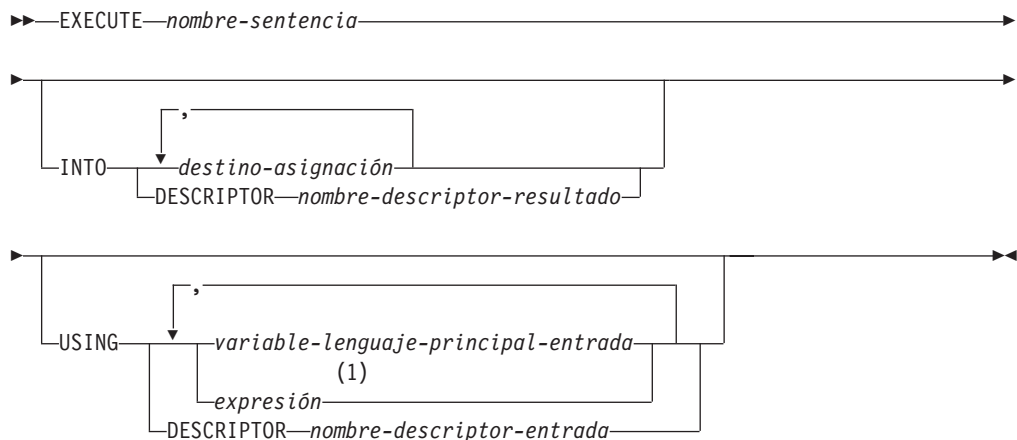 EXECUTE nombre-sentencia
,
INTO destino-asignación
DESCRIPTOR nombre-descriptor-resultado
,
USING variable-lenguaje-principal-entrada
(1)
expresión
DESCRIPTOR nombre-descriptor-entrada